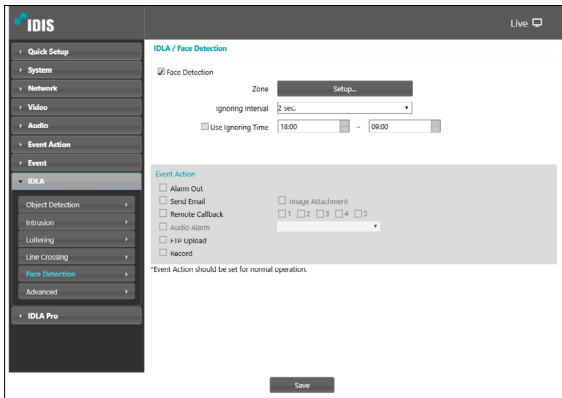 IDIS
Live
Quick Setup
System
Network
Video
Audio
Event Action
Event
IDLA
Object Detection
Intrusion
Loitering
Line Crossing
Face Detection
Advanced
IDLA Pro
IDLA / Face Detection
Face Detection
Zone Setup...
Ignoring Interval 2 sec.
Use Ignoring Time 18:00 – 09:00
Event Action
Alarm Out
Send Email Image Attachment
Remote Callback 1 2 3 4 5
Audio Alarm
FTP Upload
Record
*Event Action should be set for normal operation.
Save